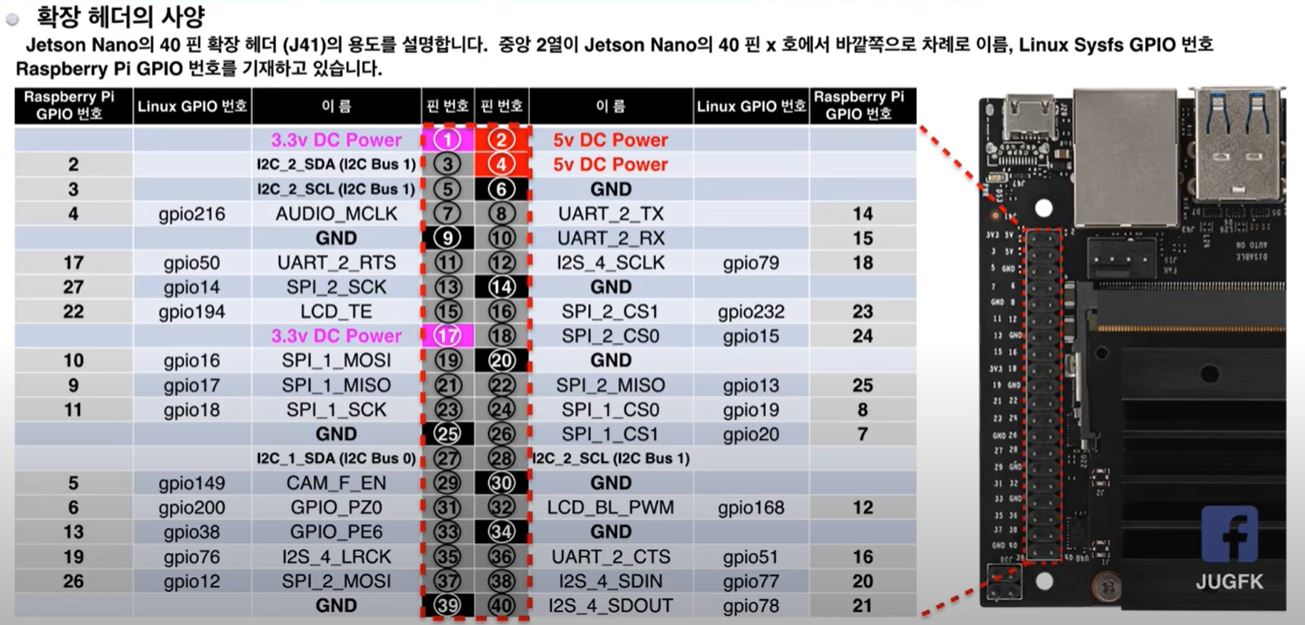 확장 헤더의 사양
Jetson Nano의 40 핀 확장 헤더 (J41)의 용도를 설명합니다. 중앙 2열이 Jetson Nano의 40 핀 x 호에서 바깥쪽으로 차례로 이름, Linux Sysfs GPIO 번호
Raspberry Pi GPIO 번호를 기재하고 있습니다.
Raspberry Pi GPIO 번호 Linux GPIO 번호 이 름 핀 번호 핀 번호 이 름 Linux GPIO 번호 Raspberry Pi GPIO 번호
3.3v DC Power 1 2 5v DC Power
2 I2C_2_SDA (I2C Bus 1) 3 4 5v DC Power
3 I2C_2_SCL (I2C Bus 1) 5 6 GND
4 gpio216 AUDIO_MCLK 7 8 UART_2_TX 14
GND 9 10 UART_2_RX 15
17 gpio50 UART_2_RTS 11 12 I2S_4_SCLK gpio79 18
27 gpio14 SPI_2_SCK 13 14 GND
22 gpio194 LCD_TE 15 16 SPI_2_CS1 gpio232 23
3.3v DC Power 17 18 SPI_2_CS0 gpio15 24
10 gpio16 SPI_1_MOSI 19 20 GND
9 gpio17 SPI_1_MISO 21 22 SPI_2_MISO gpio13 25
11 gpio18 SPI_1_SCK 23 24 SPI_1_CS0 gpio19 8
GND 25 26 SPI_1_CS1 gpio20 7
I2C_1_SDA (I2C Bus 0) 27 28 I2C_2_SCL (I2C Bus 1)
5 gpio149 CAM_F_EN 29 30 GND
6 gpio200 GPIO_PZ0 31 32 LCD_BL_PWM gpio168 12
13 gpio38 GPIO_PE6 33 34 GND
19 gpio76 I2S_4_LRCK 35 36 UART_2_CTS gpio51 16
26 gpio12 SPI_2_MOSI 37 38 I2S_4_SDIN gpio77 20
GND 39 40 I2S_4_SDOUT gpio78 21
3V3 5V
3
5 GND
7
GND 8
11 12
13 GND
15 16
3V3 18
19 GND
21 22
GND 26
27 28
29 GND
31 32
33 GND
35 36
37 38
GND 40
FAN
J15
DISABLE
AUTO ON
JUGFK